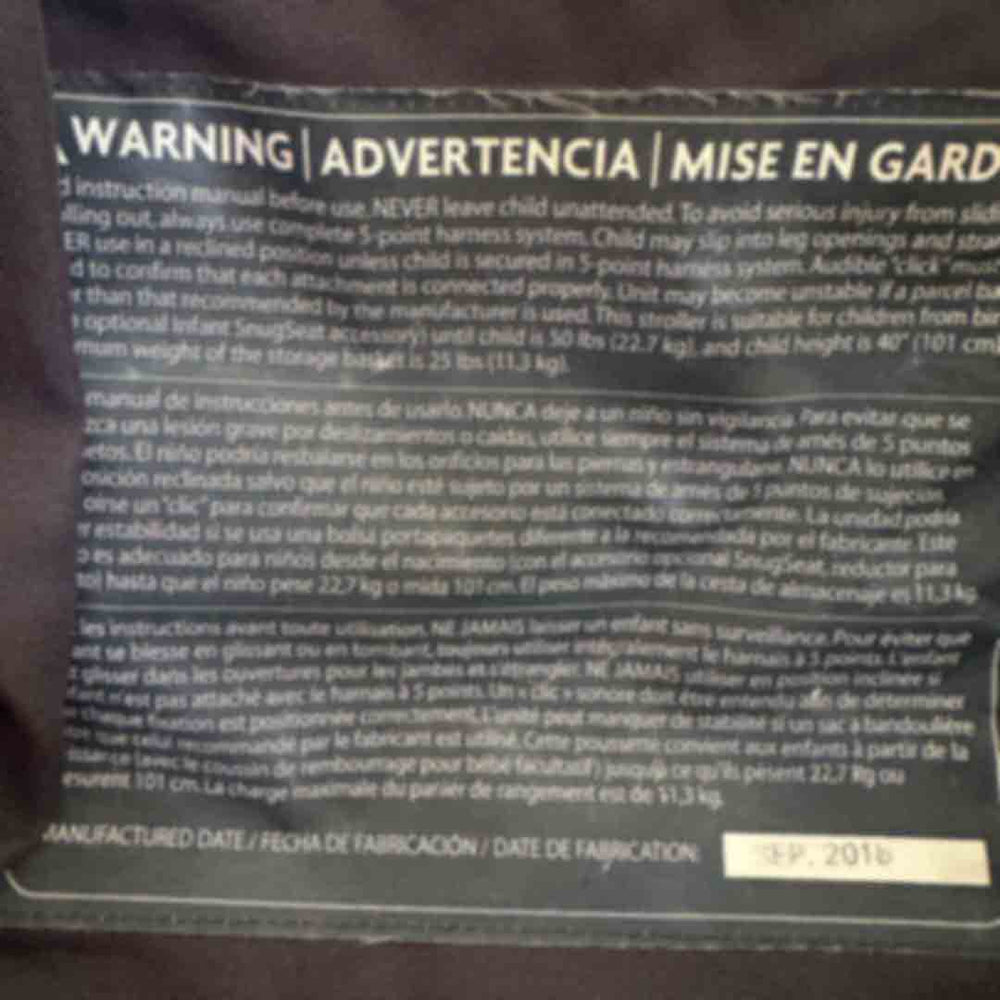 WARNING | ADVERTENCIA | MISE EN GARD
d instruction manual before use. NEVER leave child unattended. To avoid serious injury from slid
lling out, always use complete 5-point harness system. Child may slip into leg openings and stra
ER use in a reclined position unless child is secured in 5-point harness system. Audible "click" must
d to confirm that each attachment is connected properly. Unit may become unstable if a parcel ba
r than that recommended by the manufacturer is used. This stroller is suitable for children from bir
optional Infant SnugSeat accessory) until child is 50 lbs (22.7 kg), and child height is 40" (101 cm)
mum weight of the storage basket is 25 lbs (11.3 kg).
manual de instrucciones antes de usarlo. NUNCA deje a un niño sin vigilancia. Para evitar que se
zca una lesión grave por deslizamientos o caídas, utilice siempre el sistema de arnés de 5 puntos
etos. El niño podría resbalarse en los orificios para las piernas y estrangularse. NUNCA lo utilice en
osición reclinada salvo que el niño esté sujeto por un sistema de arnés de 5 puntos de sujeción
oírse un "clic" para confirmar que cada accesorio está conectado correctamente. La unidad podría
r estabilidad si se usa una bolsa portapaquetes diferente a la recomendada por el fabricante. Este
o es adecuado para niños desde el nacimiento (con el accesorio opcional SnugSeat, reductor para
hasta que el niño pese 22,7 kg o mida 101 cm. El peso máximo de la cesta de almacenaje es 11,3 kg.
les instructions avant toute utilisation. NE JAMAIS laisser un enfant sans surveillance. Pour éviter que
ant se blesse en glissant ou en tombant, toujours utiliser intégralement le harnais à 5 points. L'enfant
glisser dans les ouvertures pour les jambes et s'étrangler. NE JAMAIS utiliser en position inclinée si
fant n'est pas attaché avec le harnais à 5 points. Un « clic » sonore doit être entendu afin de déterminer
chaque fixation est positionnée correctement. L'unité peut manquer de stabilité si un sac à bandoulière
que celui recommandé par le fabricant est utilisé. Cette poussette convient aux enfants à partir de la
(avec le coussin de rembourrage pour bébé facultatif) jusqu'à ce qu'ils pèsent 22,7 kg ou
esurent 101 cm. La charge maximale du panier de rangement est de 11,3 kg.
MANUFACTURED DATE / FECHA DE FABRICACIÓN / DATE DE FABRICATION: SEP.